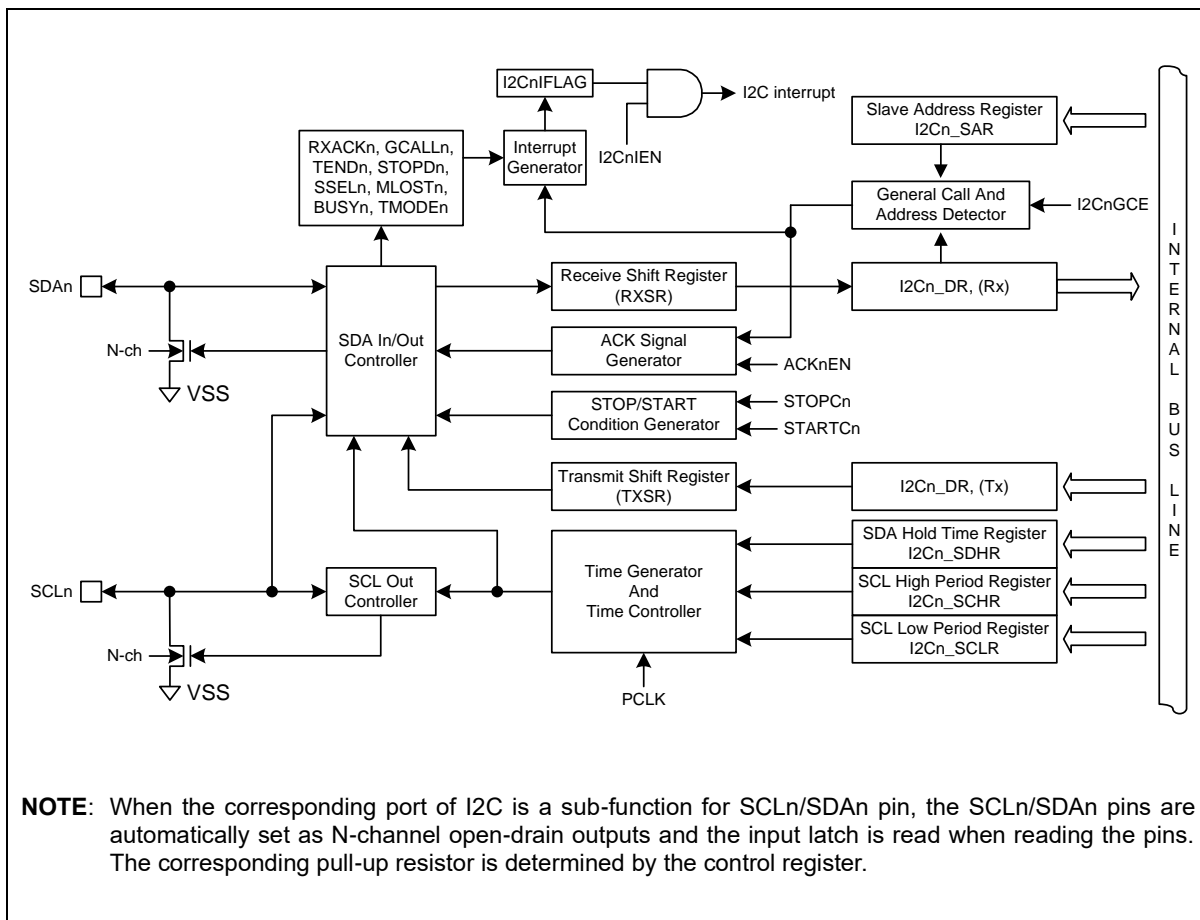 I2CnIFLAG
I2C interrupt
I2CnIEN
RXACKn, GCALLn,
TENDn, STOPDn,
SSELn, MLOSTn,
BUSYn, TMODEn
Interrupt
Generator
Slave Address Register
I2Cn_SAR
General Call And
Address Detector
I2CnGCE
SDAn
N-ch
VSS
SDA In/Out
Controller
Receive Shift Register
(RXSR)
I2Cn_DR, (Rx)
ACK Signal
Generator
ACKnEN
STOP/START
Condition Generator
STOPCn
STARTCn
Transmit Shift Register
(TXSR)
I2Cn_DR, (Tx)
SCLn
N-ch
VSS
SCL Out
Controller
Time Generator
And
Time Controller
PCLK
SDA Hold Time Register
I2Cn_SDHR
SCL High Period Register
I2Cn_SCHR
SCL Low Period Register
I2Cn_SCLR
INTERNAL BUS LINE
NOTE: When the corresponding port of I2C is a sub-function for SCLn/SDAn pin, the SCLn/SDAn pins are
automatically set as N-channel open-drain outputs and the input latch is read when reading the pins.
The corresponding pull-up resistor is determined by the control register.